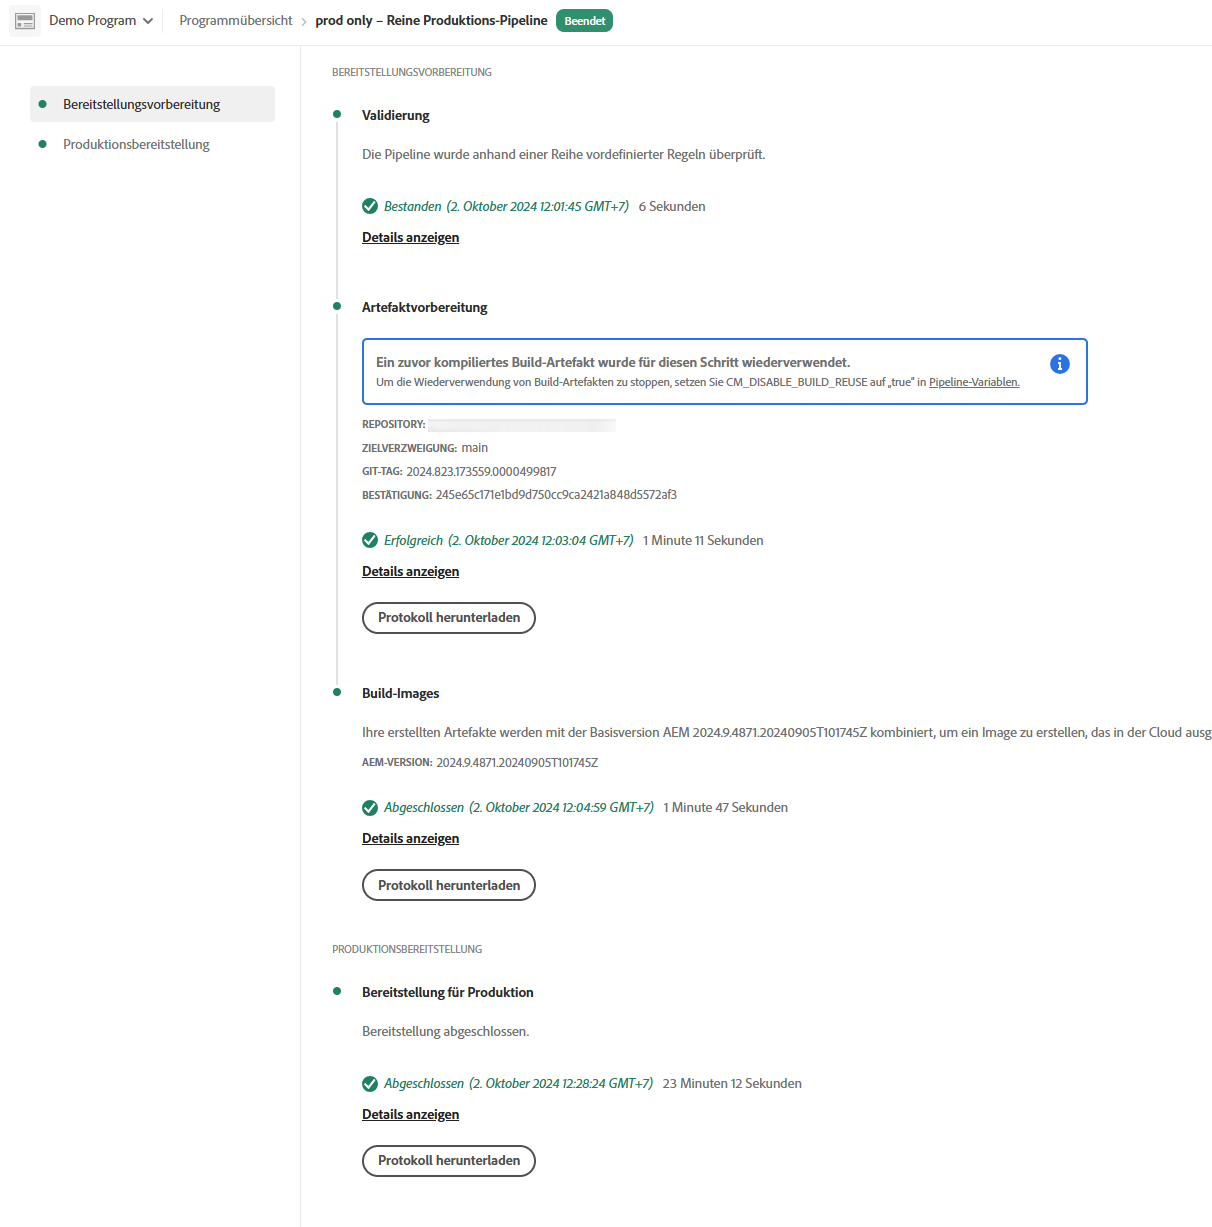 Demo Program
Programmübersicht
prod only – Reine Produktions-Pipeline
Beendet
Bereitstellungsvorbereitung
Produktionsbereitstellung
BEREITSTELLUNGSVORBEREITUNG
Validierung
Die Pipeline wurde anhand einer Reihe vordefinierter Regeln überprüft.
Bestanden (2. Oktober 2024 12:01:45 GMT+7) 6 Sekunden
Details anzeigen
Artefaktvorbereitung
Ein zuvor kompiliertes Build-Artefakt wurde für diesen Schritt wiederverwendet.
Um die Wiederverwendung von Build-Artefakten zu stoppen, setzen Sie CM_DISABLE_BUILD_REUSE auf „true“ in Pipeline-Variablen.
REPOSITORY:
ZIELVERZWEIGUNG: main
GIT-TAG: 2024.823.173559.0000499817
BESTÄTIGUNG: 245e65c171e1bd9d750cc9ca2421a848d5572af3
Erfolgreich (2. Oktober 2024 12:03:04 GMT+7) 1 Minute 11 Sekunden
Details anzeigen
Protokoll herunterladen
Build-Images
Ihre erstellten Artefakte werden mit der Basisversion AEM 2024.9.4871.20240905T101745Z kombiniert, um ein Image zu erstellen, das in der Cloud ausg
AEM-VERSION: 2024.9.4871.20240905T101745Z
Abgeschlossen (2. Oktober 2024 12:04:59 GMT+7) 1 Minute 47 Sekunden
Details anzeigen
Protokoll herunterladen
PRODUKTIONSBEREITSTELLUNG
Bereitstellung für Produktion
Bereitstellung abgeschlossen.
Abgeschlossen (2. Oktober 2024 12:28:24 GMT+7) 23 Minuten 12 Sekunden
Details anzeigen
Protokoll herunterladen